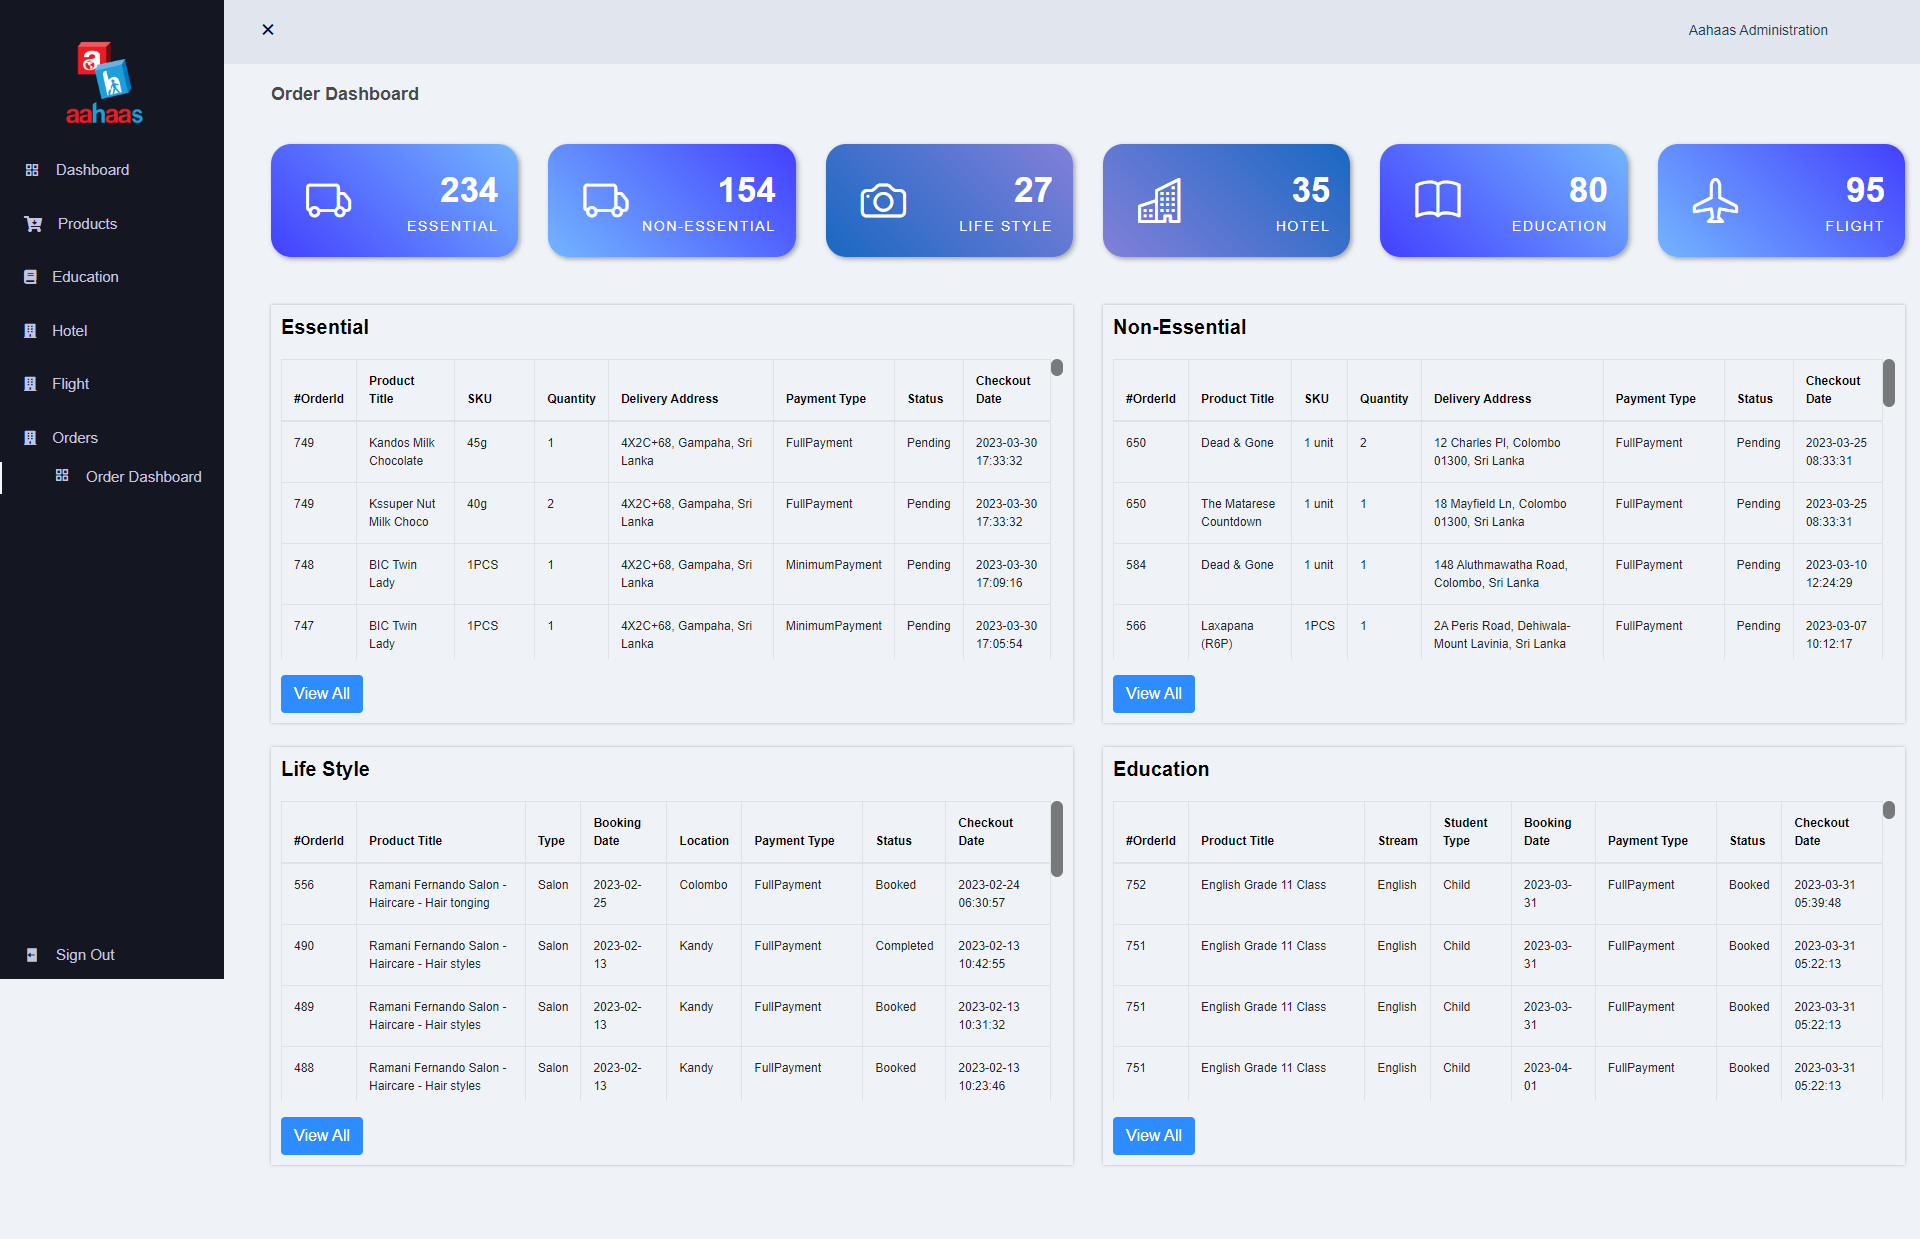 a
h
aahaas
Dashboard
Products
Education
Hotel
Flight
Orders
Order Dashboard
Sign Out
Aahaas Administration
Order Dashboard
234
ESSENTIAL
154
NON-ESSENTIAL
27
LIFE STYLE
35
HOTEL
80
EDUCATION
95
FLIGHT
Essential
#OrderId Product Title SKU Quantity Delivery Address Payment Type Status Checkout Date
749 Kandos Milk Chocolate 45g 1 4X2C+68, Gampaha, Sri Lanka FullPayment Pending 2023-03-30 17:33:32
749 Kssuper Nut Milk Choco 40g 2 4X2C+68, Gampaha, Sri Lanka FullPayment Pending 2023-03-30 17:33:32
748 BIC Twin Lady 1PCS 1 4X2C+68, Gampaha, Sri Lanka MinimumPayment Pending 2023-03-30 17:09:16
747 BIC Twin Lady 1PCS 1 4X2C+68, Gampaha, Sri Lanka MinimumPayment Pending 2023-03-30 17:05:54
View All
Non-Essential
#OrderId Product Title SKU Quantity Delivery Address Payment Type Status Checkout Date
650 Dead & Gone 1 unit 2 12 Charles Pl, Colombo 01300, Sri Lanka FullPayment Pending 2023-03-25 08:33:31
650 The Matarese Countdown 1 unit 1 18 Mayfield Ln, Colombo 01300, Sri Lanka FullPayment Pending 2023-03-25 08:33:31
584 Dead & Gone 1 unit 1 148 Aluthmawatha Road, Colombo, Sri Lanka FullPayment Pending 2023-03-10 12:24:29
566 Laxapana (R6P) 1PCS 1 2A Peris Road, Dehiwala-Mount Lavinia, Sri Lanka FullPayment Pending 2023-03-07 10:12:17
View All
Life Style
#OrderId Product Title Type Booking Date Location Payment Type Status Checkout Date
556 Ramani Fernando Salon - Haircare - Hair tonging Salon 2023-02-25 Colombo FullPayment Booked 2023-02-24 06:30:57
490 Ramani Fernando Salon - Haircare - Hair styles Salon 2023-02-13 Kandy FullPayment Completed 2023-02-13 10:42:55
489 Ramani Fernando Salon - Haircare - Hair styles Salon 2023-02-13 Kandy FullPayment Booked 2023-02-13 10:31:32
488 Ramani Fernando Salon - Haircare - Hair styles Salon 2023-02-13 Kandy FullPayment Booked 2023-02-13 10:23:46
View All
Education
#OrderId Product Title Stream Student Type Booking Date Payment Type Status Checkout Date
752 English Grade 11 Class English Child 2023-03-31 FullPayment Booked 2023-03-31 05:39:48
751 English Grade 11 Class English Child 2023-03-31 FullPayment Booked 2023-03-31 05:22:13
751 English Grade 11 Class English Child 2023-03-31 FullPayment Booked 2023-03-31 05:22:13
751 English Grade 11 Class English Child 2023-04-01 FullPayment Booked 2023-03-31 05:22:13
View All